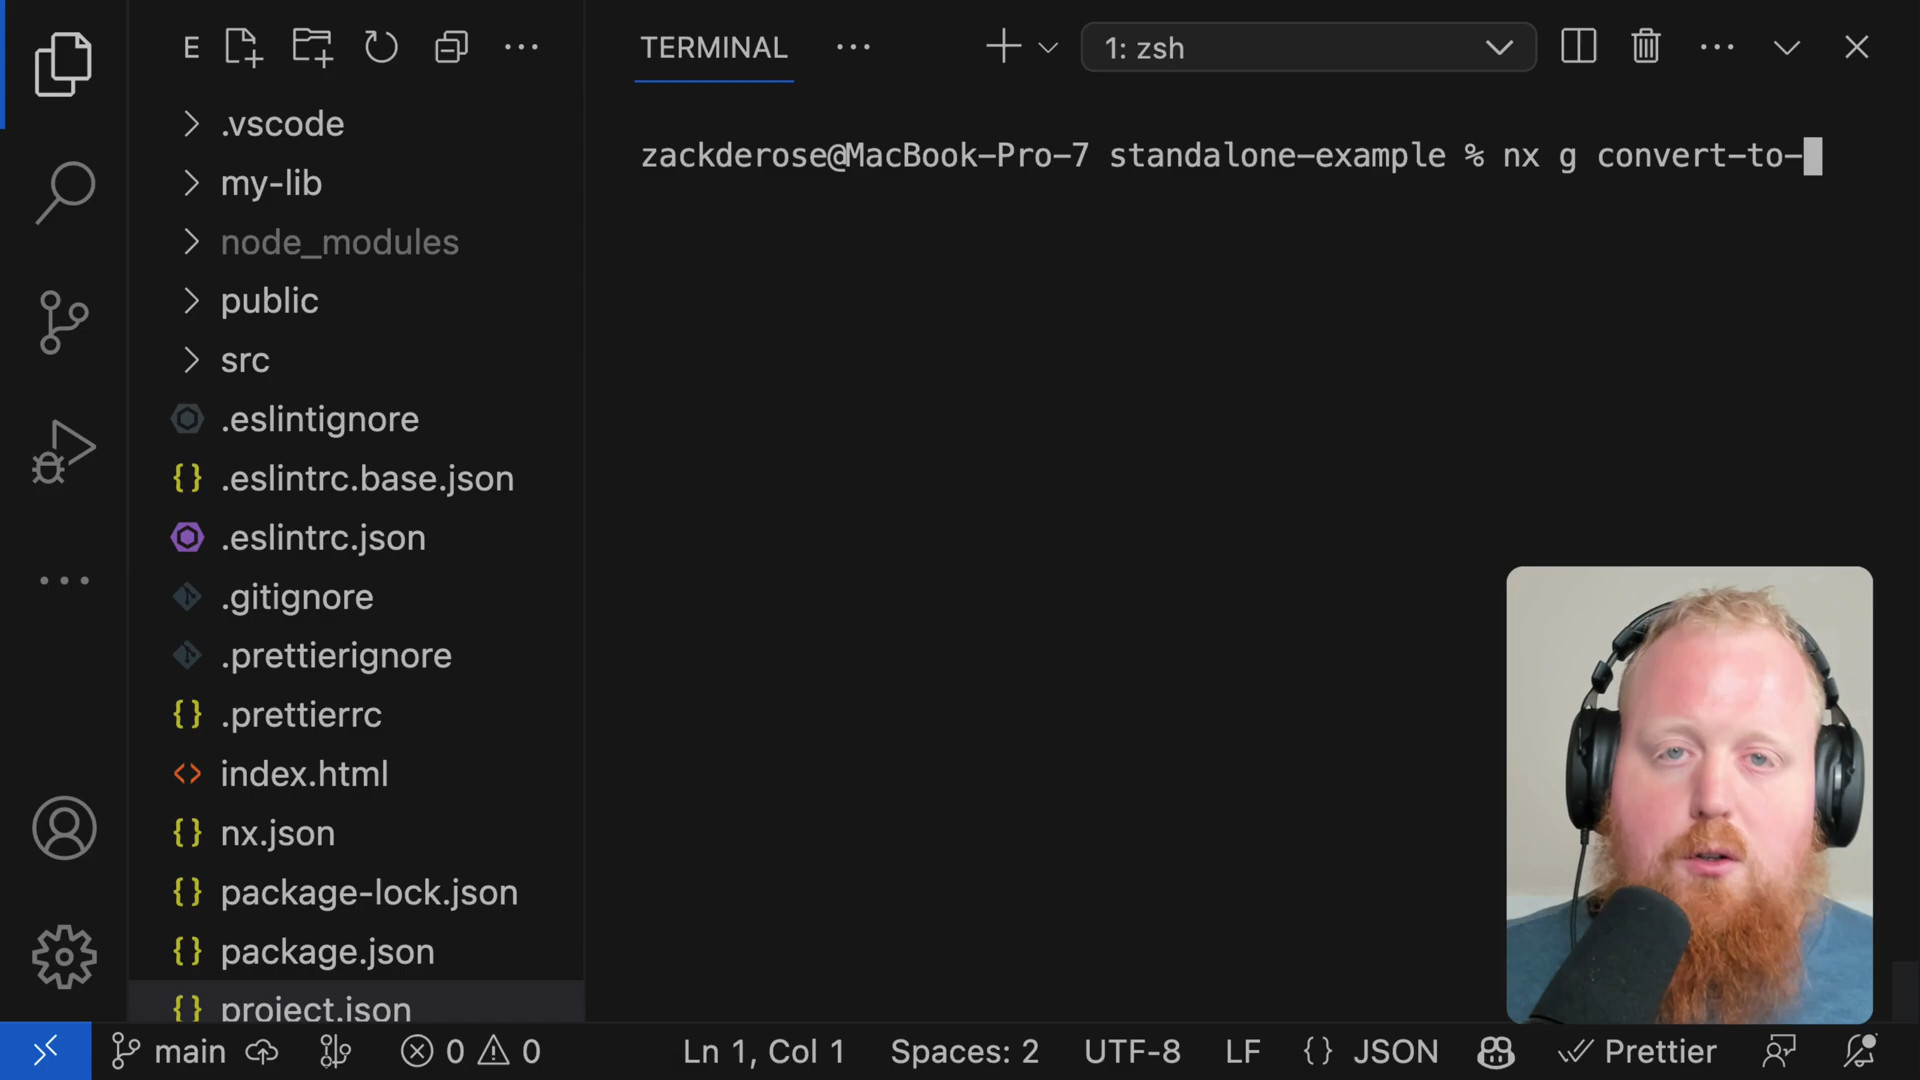 E
TERMINAL
1: zsh
.vscode
my-lib
node_modules
public
src
.eslintignore
.eslintrc.base.json
.eslintrc.json
.gitignore
.prettierignore
.prettierrc
index.html
nx.json
package-lock.json
package.json
project.json
zackderose@MacBook-Pro-7 standalone-example % nx g convert-to-
main
0
0
Ln 1, Col 1
Spaces: 2
UTF-8
LF
{} JSON
Prettier